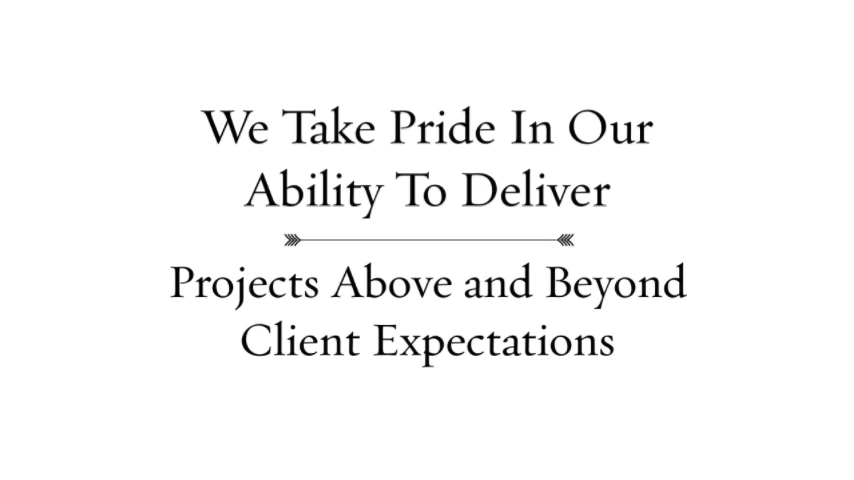 We Take Pride In Our
Ability To Deliver
Projects Above and Beyond
Client Expectations